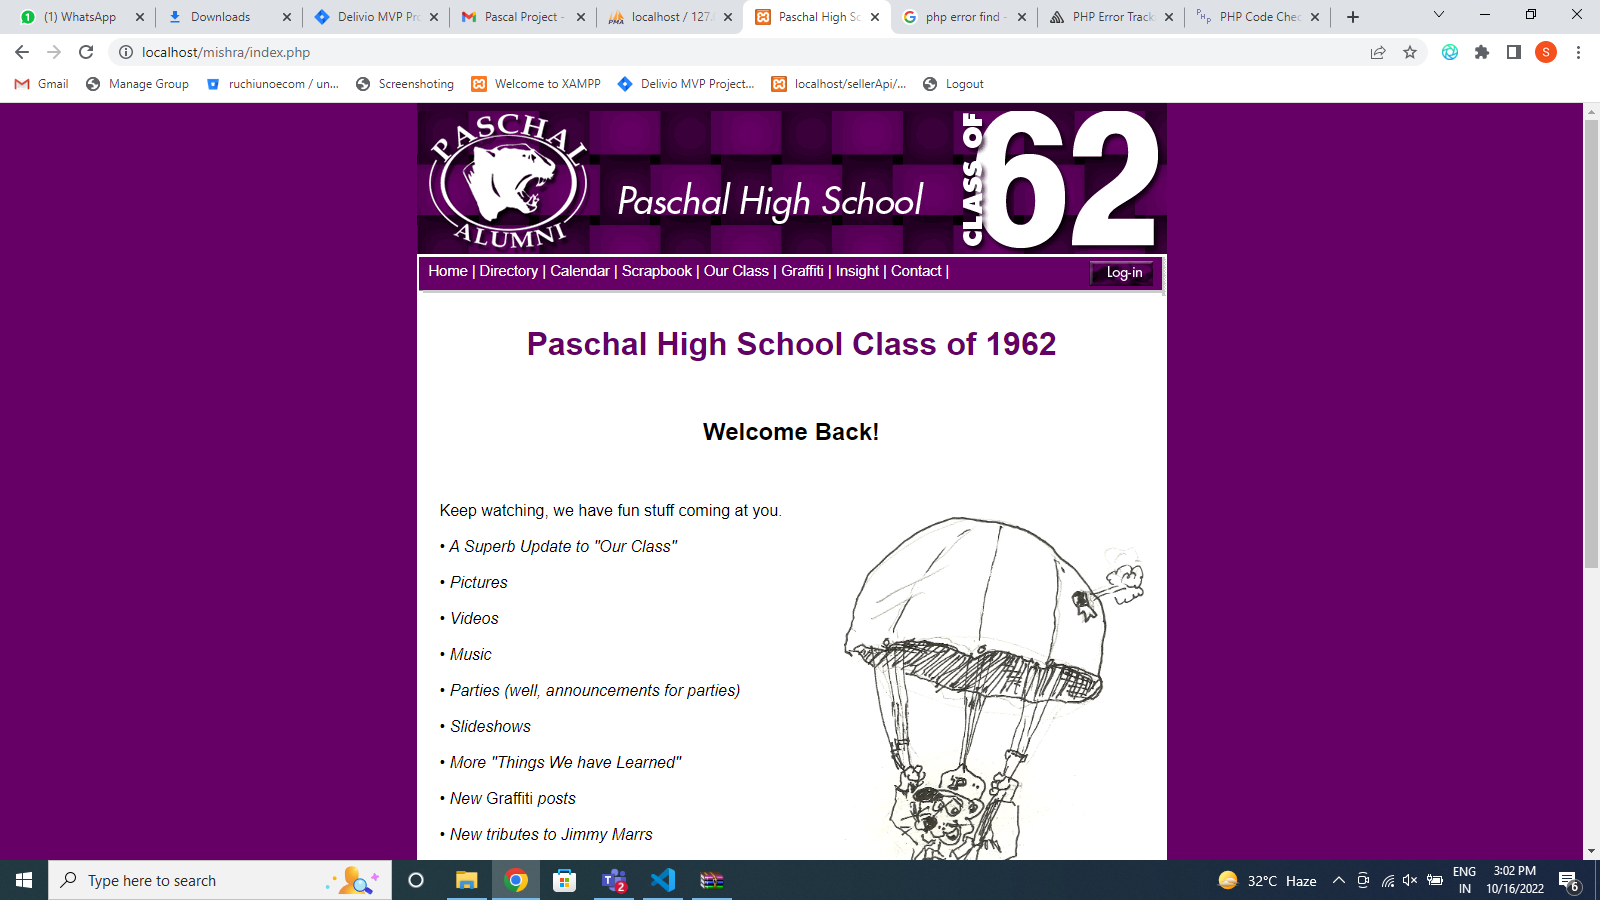 (1) WhatsApp
Downloads
Delivio MVP Pr
Pascal Project -
localhost / 127.
Paschal High Sc
php error find -
PHP Error Track
PHP Code Chec
localhost/mishra/index.php
S
Gmail
Manage Group
ruchiunoecom / un...
Screenshoting
Welcome to XAMPP
Delivio MVP Project...
localhost/sellerApi/...
Logout
PASCHAL
ALUMNI
Paschal High School
CLASS OF
62
Home | Directory | Calendar | Scrapbook | Our Class | Graffiti | Insight | Contact |
Log-in
Paschal High School Class of 1962
Welcome Back!
Keep watching, we have fun stuff coming at you.
• A Superb Update to "Our Class"
• Pictures
• Videos
• Music
• Parties (well, announcements for parties)
• Slideshows
• More "Things We have Learned"
• New Graffiti posts
• New tributes to Jimmy Marrs
P
Type here to search
2
32°C Haze
ENG
IN
3:02 PM
10/16/2022
6